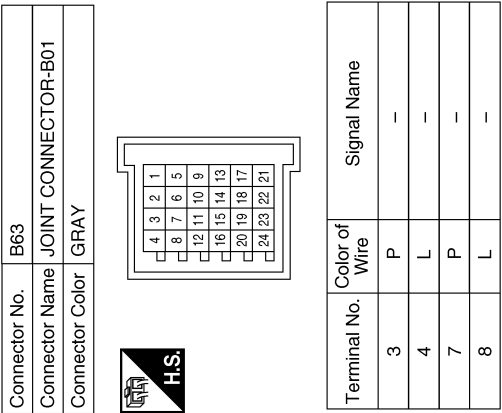 Connector No. B63
Connector Name JOINT CONNECTOR-B01
Connector Color GRAY
H.S.
4 3 2 1
8 7 6 5
12 11 10 9
16 15 14 13
20 19 18 17
24 23 22 21
Terminal No. Color of Wire Signal Name
3 P –
4 L –
7 P –
8 L –